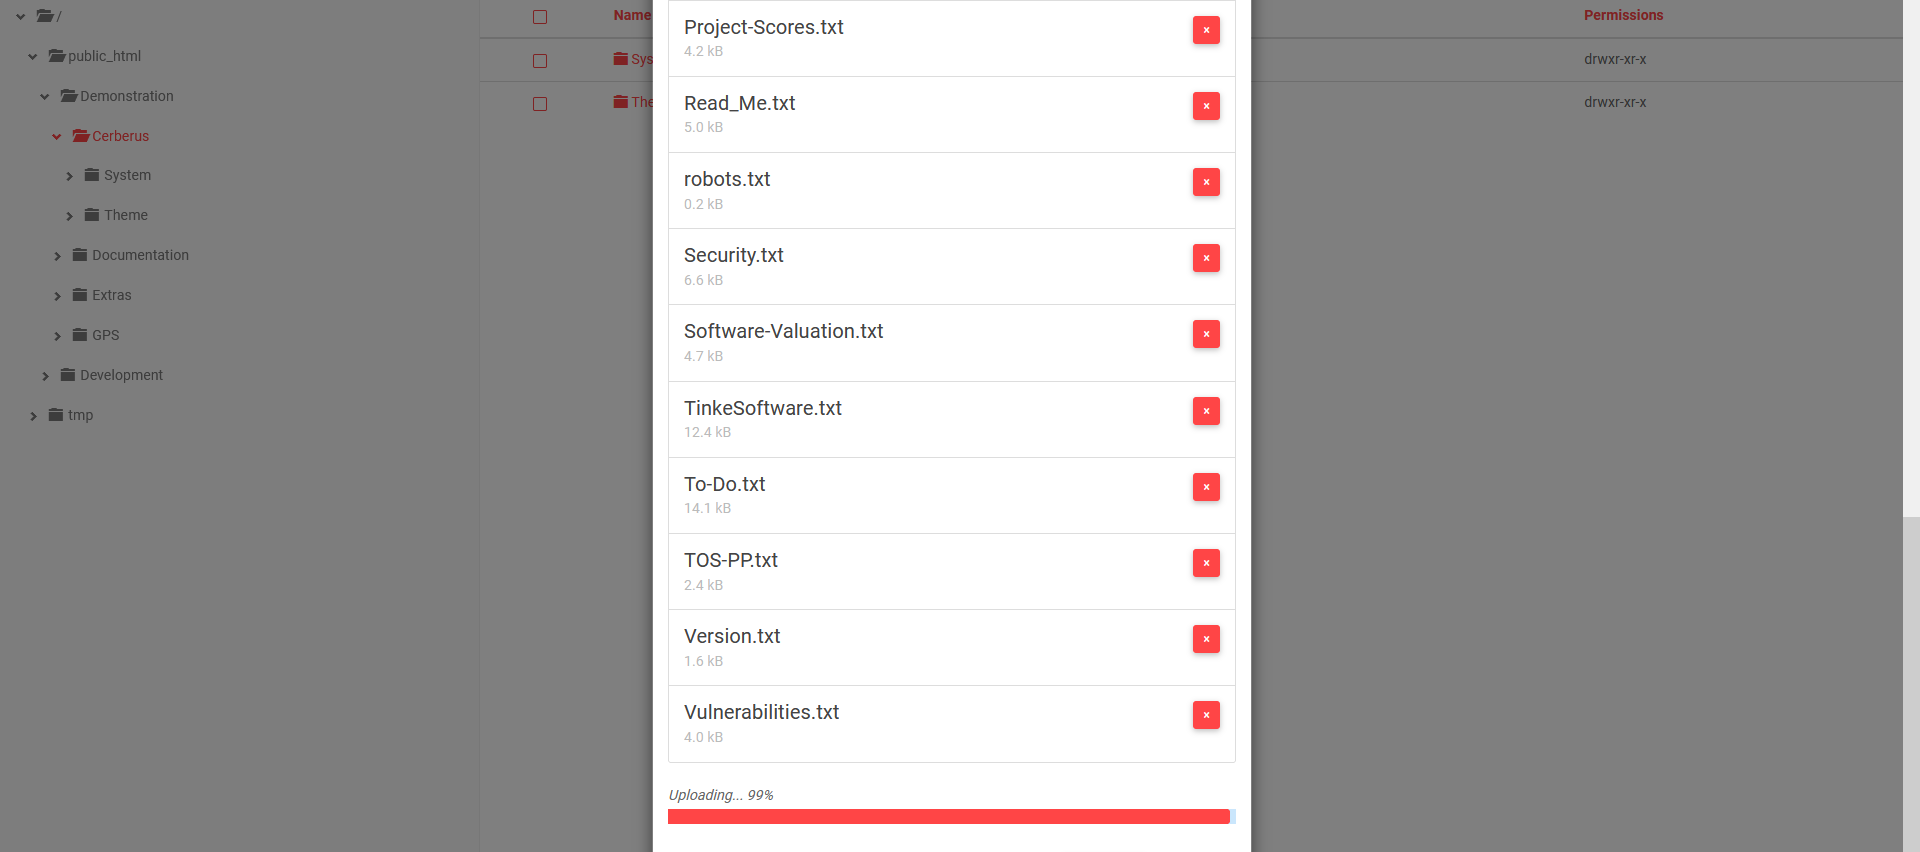 /
public_html
Demonstration
Cerberus
System
Theme
Documentation
Extras
GPS
Development
tmp
Name
Permissions
Sys
drwxr-xr-x
The
drwxr-xr-x
Project-Scores.txt
4.2 kB
×
Read_Me.txt
5.0 kB
×
robots.txt
0.2 kB
×
Security.txt
6.6 kB
×
Software-Valuation.txt
4.7 kB
×
TinkeSoftware.txt
12.4 kB
×
To-Do.txt
14.1 kB
×
TOS-PP.txt
2.4 kB
×
Version.txt
1.6 kB
×
Vulnerabilities.txt
4.0 kB
×
Uploading... 99%